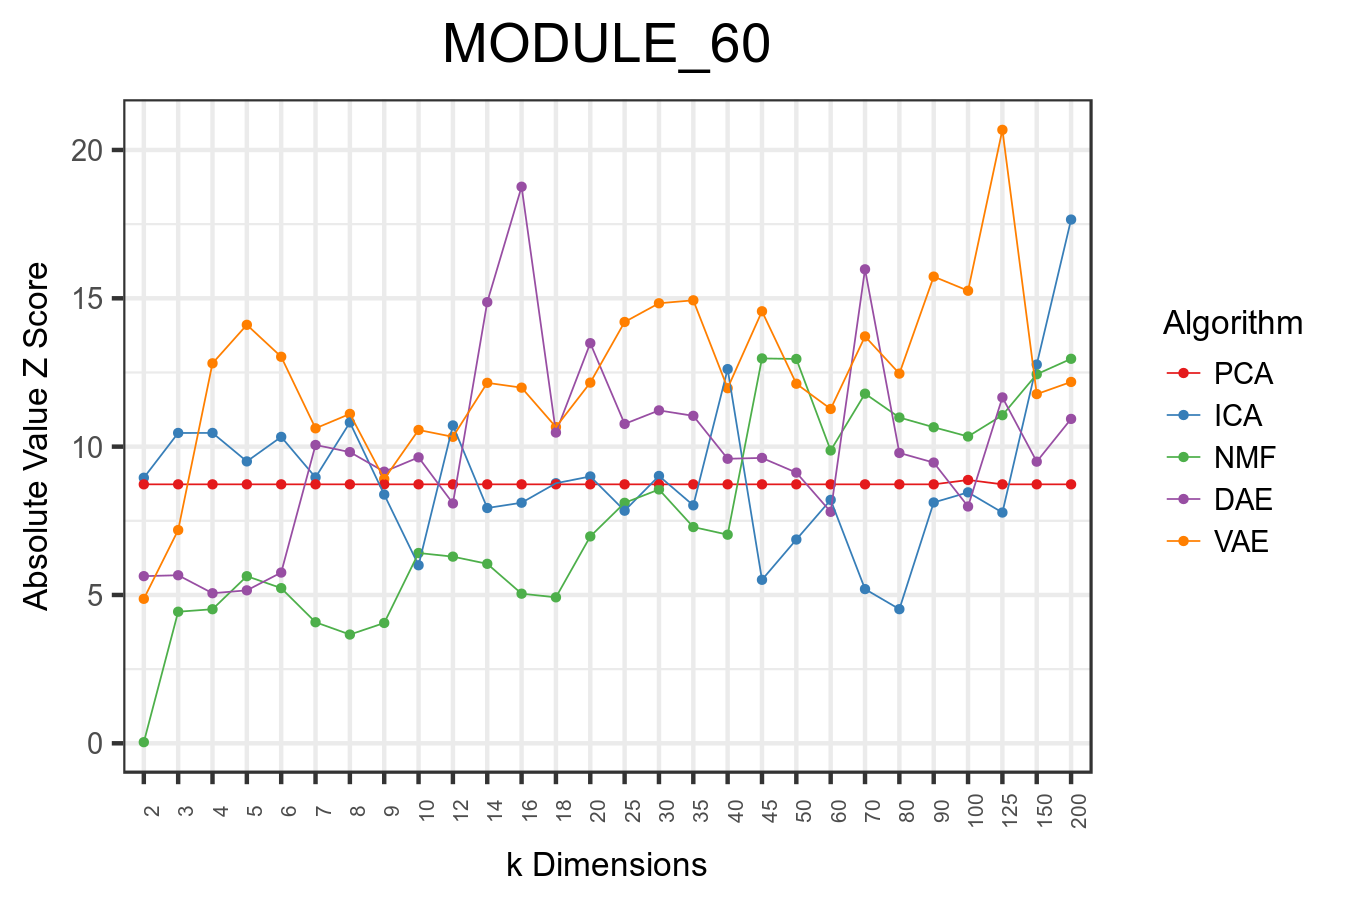 MODULE_60
Absolute Value Z Score
20
15
10
5
0
2 3 4 5 6 7 8 9 10 12 14 16 18 20 25 30 35 40 45 50 60 70 80 90 100 125 150 200
k Dimensions
Algorithm
PCA
ICA
NMF
DAE
VAE